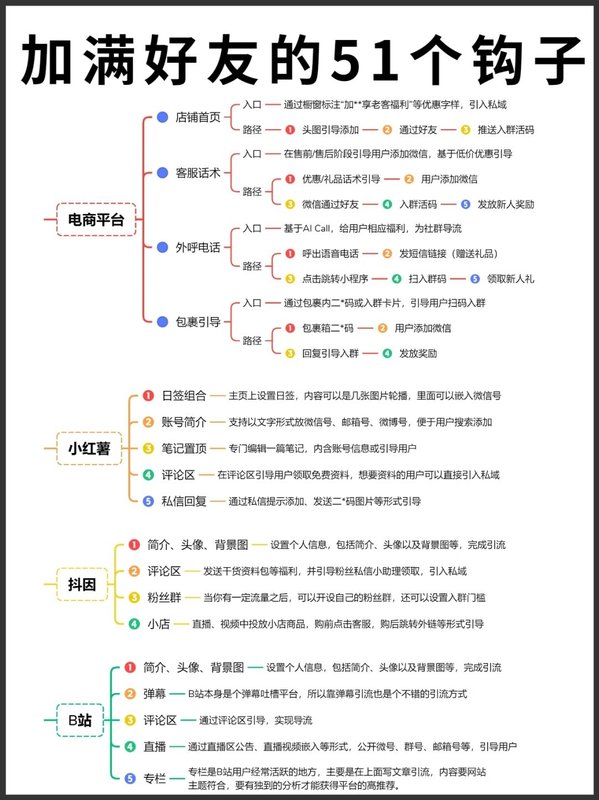 加满好友的51个钩子
电商平台
店铺首页
入口 通过橱窗标注“加**享老客福利”等优惠字样，引入私域
路径 1 头图引导添加 2 通过好友 3 推送入群活码
客服话术
入口 在售前/售后阶段引导用户添加微信，基于低价优惠引导
路径
1 优惠/礼品话术引导 2 用户添加微信
3 微信通过好友 4 入群活码 5 发放新人奖励
外呼电话
入口 基于AI Call，给用户相应福利，为社群导流
路径
1 呼出语音电话 2 发短信链接（赠送礼品）
3 点击跳转小程序 4 扫入群码 5 领取新人礼
包裹引导
入口 通过包裹内二*码或入群卡片，引导用户扫码入群
路径
1 包裹箱二*码 2 用户添加微信
3 回复引导入群 4 发放奖励
小红薯
1 日签组合 主页上设置日签，内容可以是几张图片轮播，里面可以嵌入微信号
2 账号简介 支持以文字形式放微信号、邮箱号、微博号，便于用户搜索添加
3 笔记置顶 专门编辑一篇笔记，内含账号信息或引导用户
4 评论区 在评论区引导用户领取免费资料，想要资料的用户可以直接引入私域
5 私信回复 通过私信提示添加、发送二*码图片等形式引导
抖因
1 简介、头像、背景图 设置个人信息，包括简介、头像以及背景图等，完成引流
2 评论区 发送干货资料包等福利，并引导粉丝私信小助理领取，引入私域
3 粉丝群 当你有一定流量之后，可以开设自己的粉丝群，还可以设置入群门槛
4 小店 直播、视频中投放小店商品，购前点击客服，购后跳转外链等形式引导
B站
1 简介、头像、背景图 设置个人信息，包括简介、头像以及背景图等，完成引流
2 弹幕 B站本身是个弹幕吐槽平台，所以靠弹幕引流也是个不错的引流方式
3 评论区 通过评论区引导，实现导流
4 直播 通过直播区公告、直播视频嵌入等形式，公开微号、群号、邮箱号等，引导用户
5 专栏 专栏是B站用户经常活跃的地方，主要是在上面写文章引流，内容要网站
主题符合，要有独到的分析才能获得平台的高推荐。